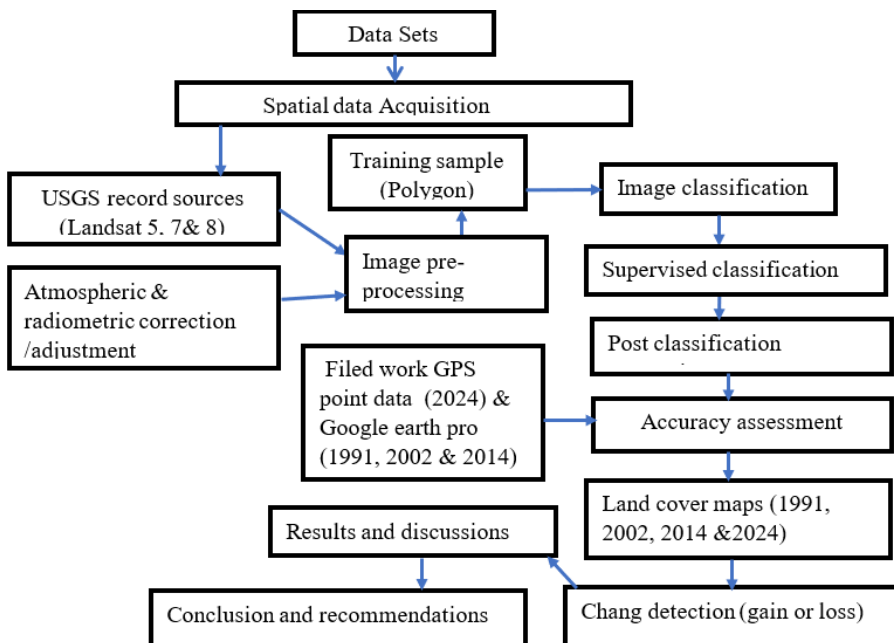 Data Sets
Spatial data Acquisition
Training sample
(Polygon)
Image classification
USGS record sources
(Landsat 5, 7& 8)
Image pre-
processing
Supervised classification
Atmospheric &
radiometric correction
/adjustment
Post classification
Filed work GPS
point data (2024) &
Google earth pro
(1991, 2002 & 2014)
Accuracy assessment
Land cover maps (1991,
2002, 2014 &2024)
Results and discussions
Conclusion and recommendations
Chang detection (gain or loss)